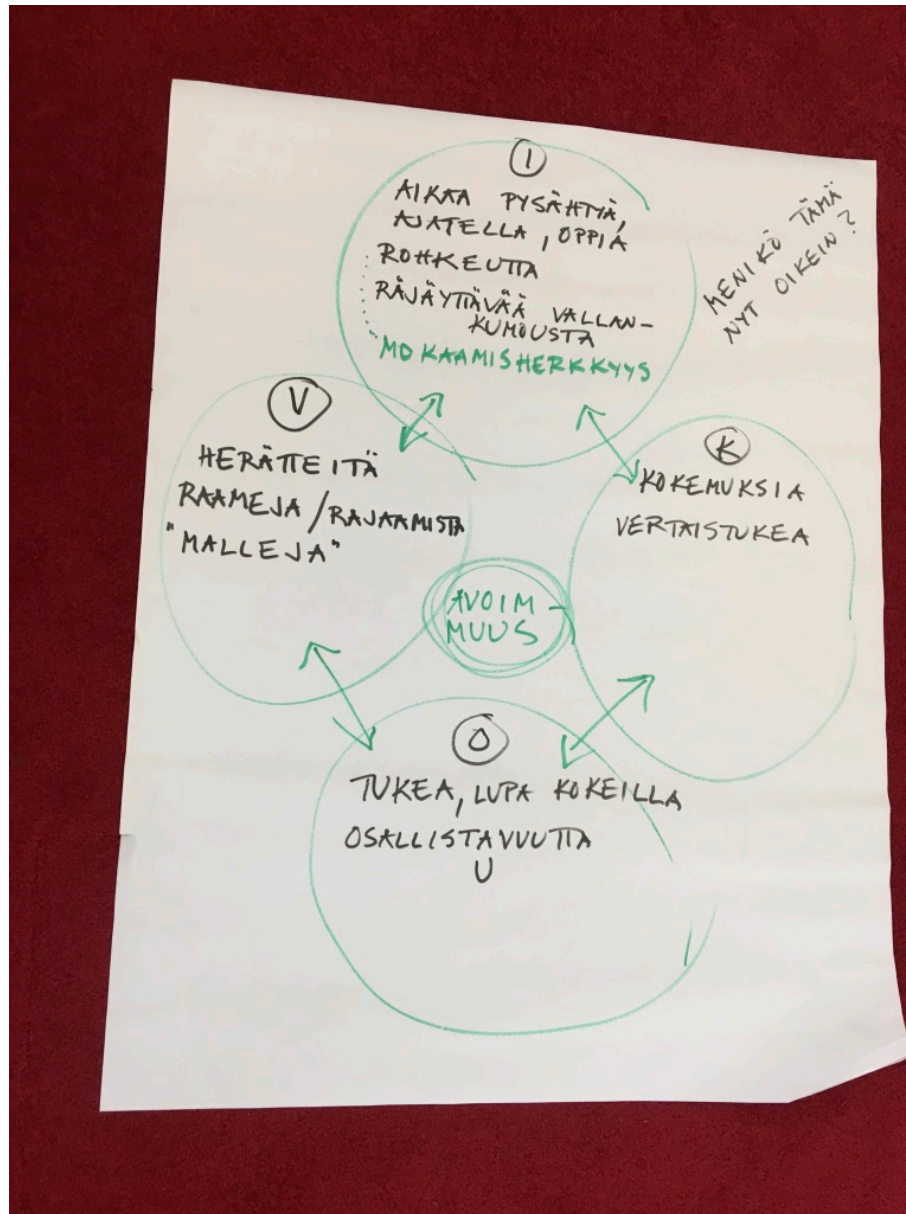 I
AIKAA PYSÄHTYÄ,
AJATELLA, OPPIA
ROHKEUTTA
RÄJÄYTTÄVÄÄ VALLAN-
KUMOUSTA
MOKAAMISHERKKYYS
MENIKÖ TÄMÄ
NYT OIKEIN?
V
HERÄTTEITÄ
RAAMEJA/RAJAAMISTA
"MALLEJA"
K
KOKEMUKSIA
VERTAISTUKEA
AVOIM-
MUUS
O
TUKEA, LUPA KOKEILLA
OSALLISTAVUUTTA
U